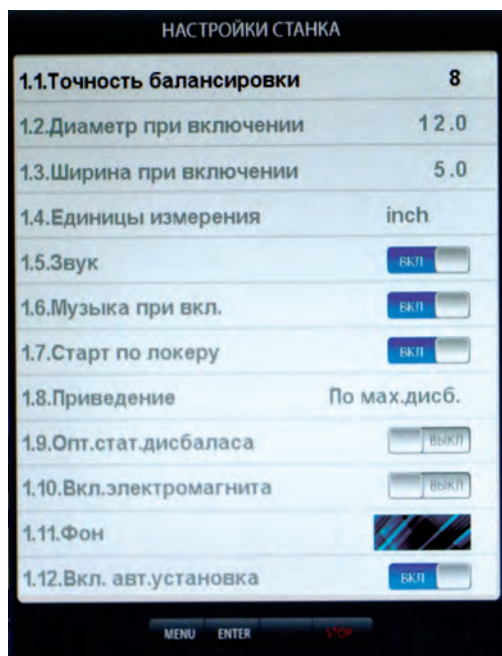 НАСТРОЙКИ СТАНКА
1.1.Точность балансировки 8
1.2.Диаметр при включении 12.0
1.3.Ширина при включении 5.0
1.4.Единицы измерения inch
1.5.Звук ВКЛ
1.6.Музыка при вкл. ВКЛ
1.7.Старт по локеру ВКЛ
1.8.Приведение По мах.дисб.
1.9.Опт.стат.дисбаласа ВЫКЛ
1.10.Вкл.электромагнита ВЫКЛ
1.11.Фон
1.12.Вкл. авт.установка ВКЛ
MENU ENTER STOP